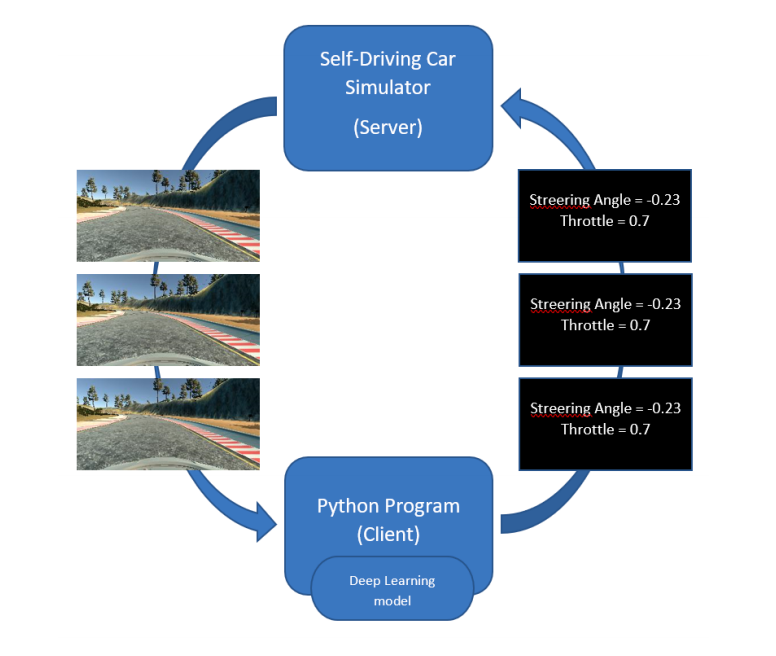 Self-Driving Car
Simulator
(Server)
Streering Angle = -0.23
Throttle = 0.7
Streering Angle = -0.23
Throttle = 0.7
Streering Angle = -0.23
Throttle = 0.7
Python Program
(Client)
Deep Learning
model